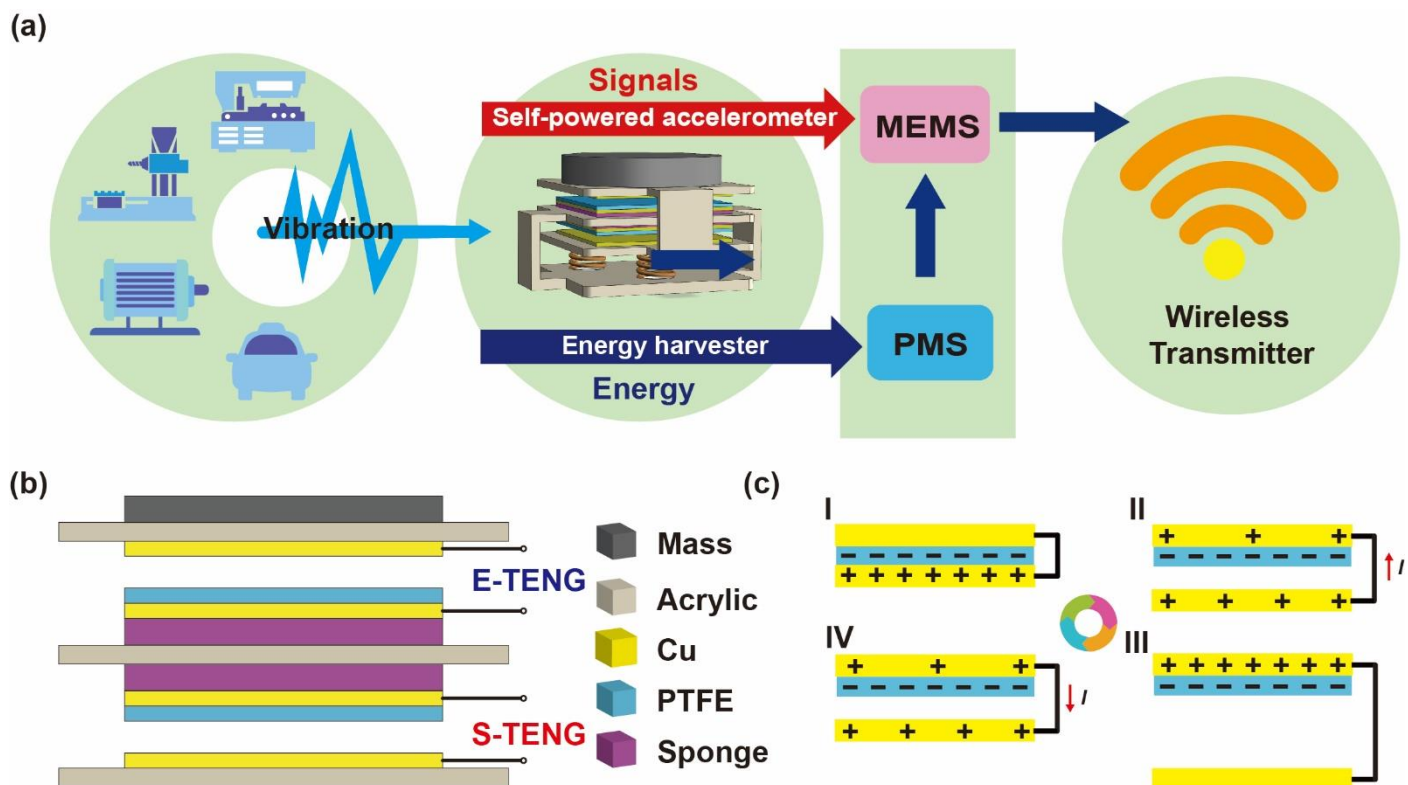 (a)
Signals
Self-powered accelerometer
MEMS
Vibration
Energy harvester
PMS
Energy
Wireless
Transmitter
(b)
Mass
E-TENG
Acrylic
Cu
PTFE
S-TENG
Sponge
(c)
I
+ + + + + + +
- - - - - - -
II
+ + +
- - - - - - -
+ + + +
I
IV
+ + +
- - - - - - -
+ + + +
I
III
+ + + + + + +
- - - - - - -